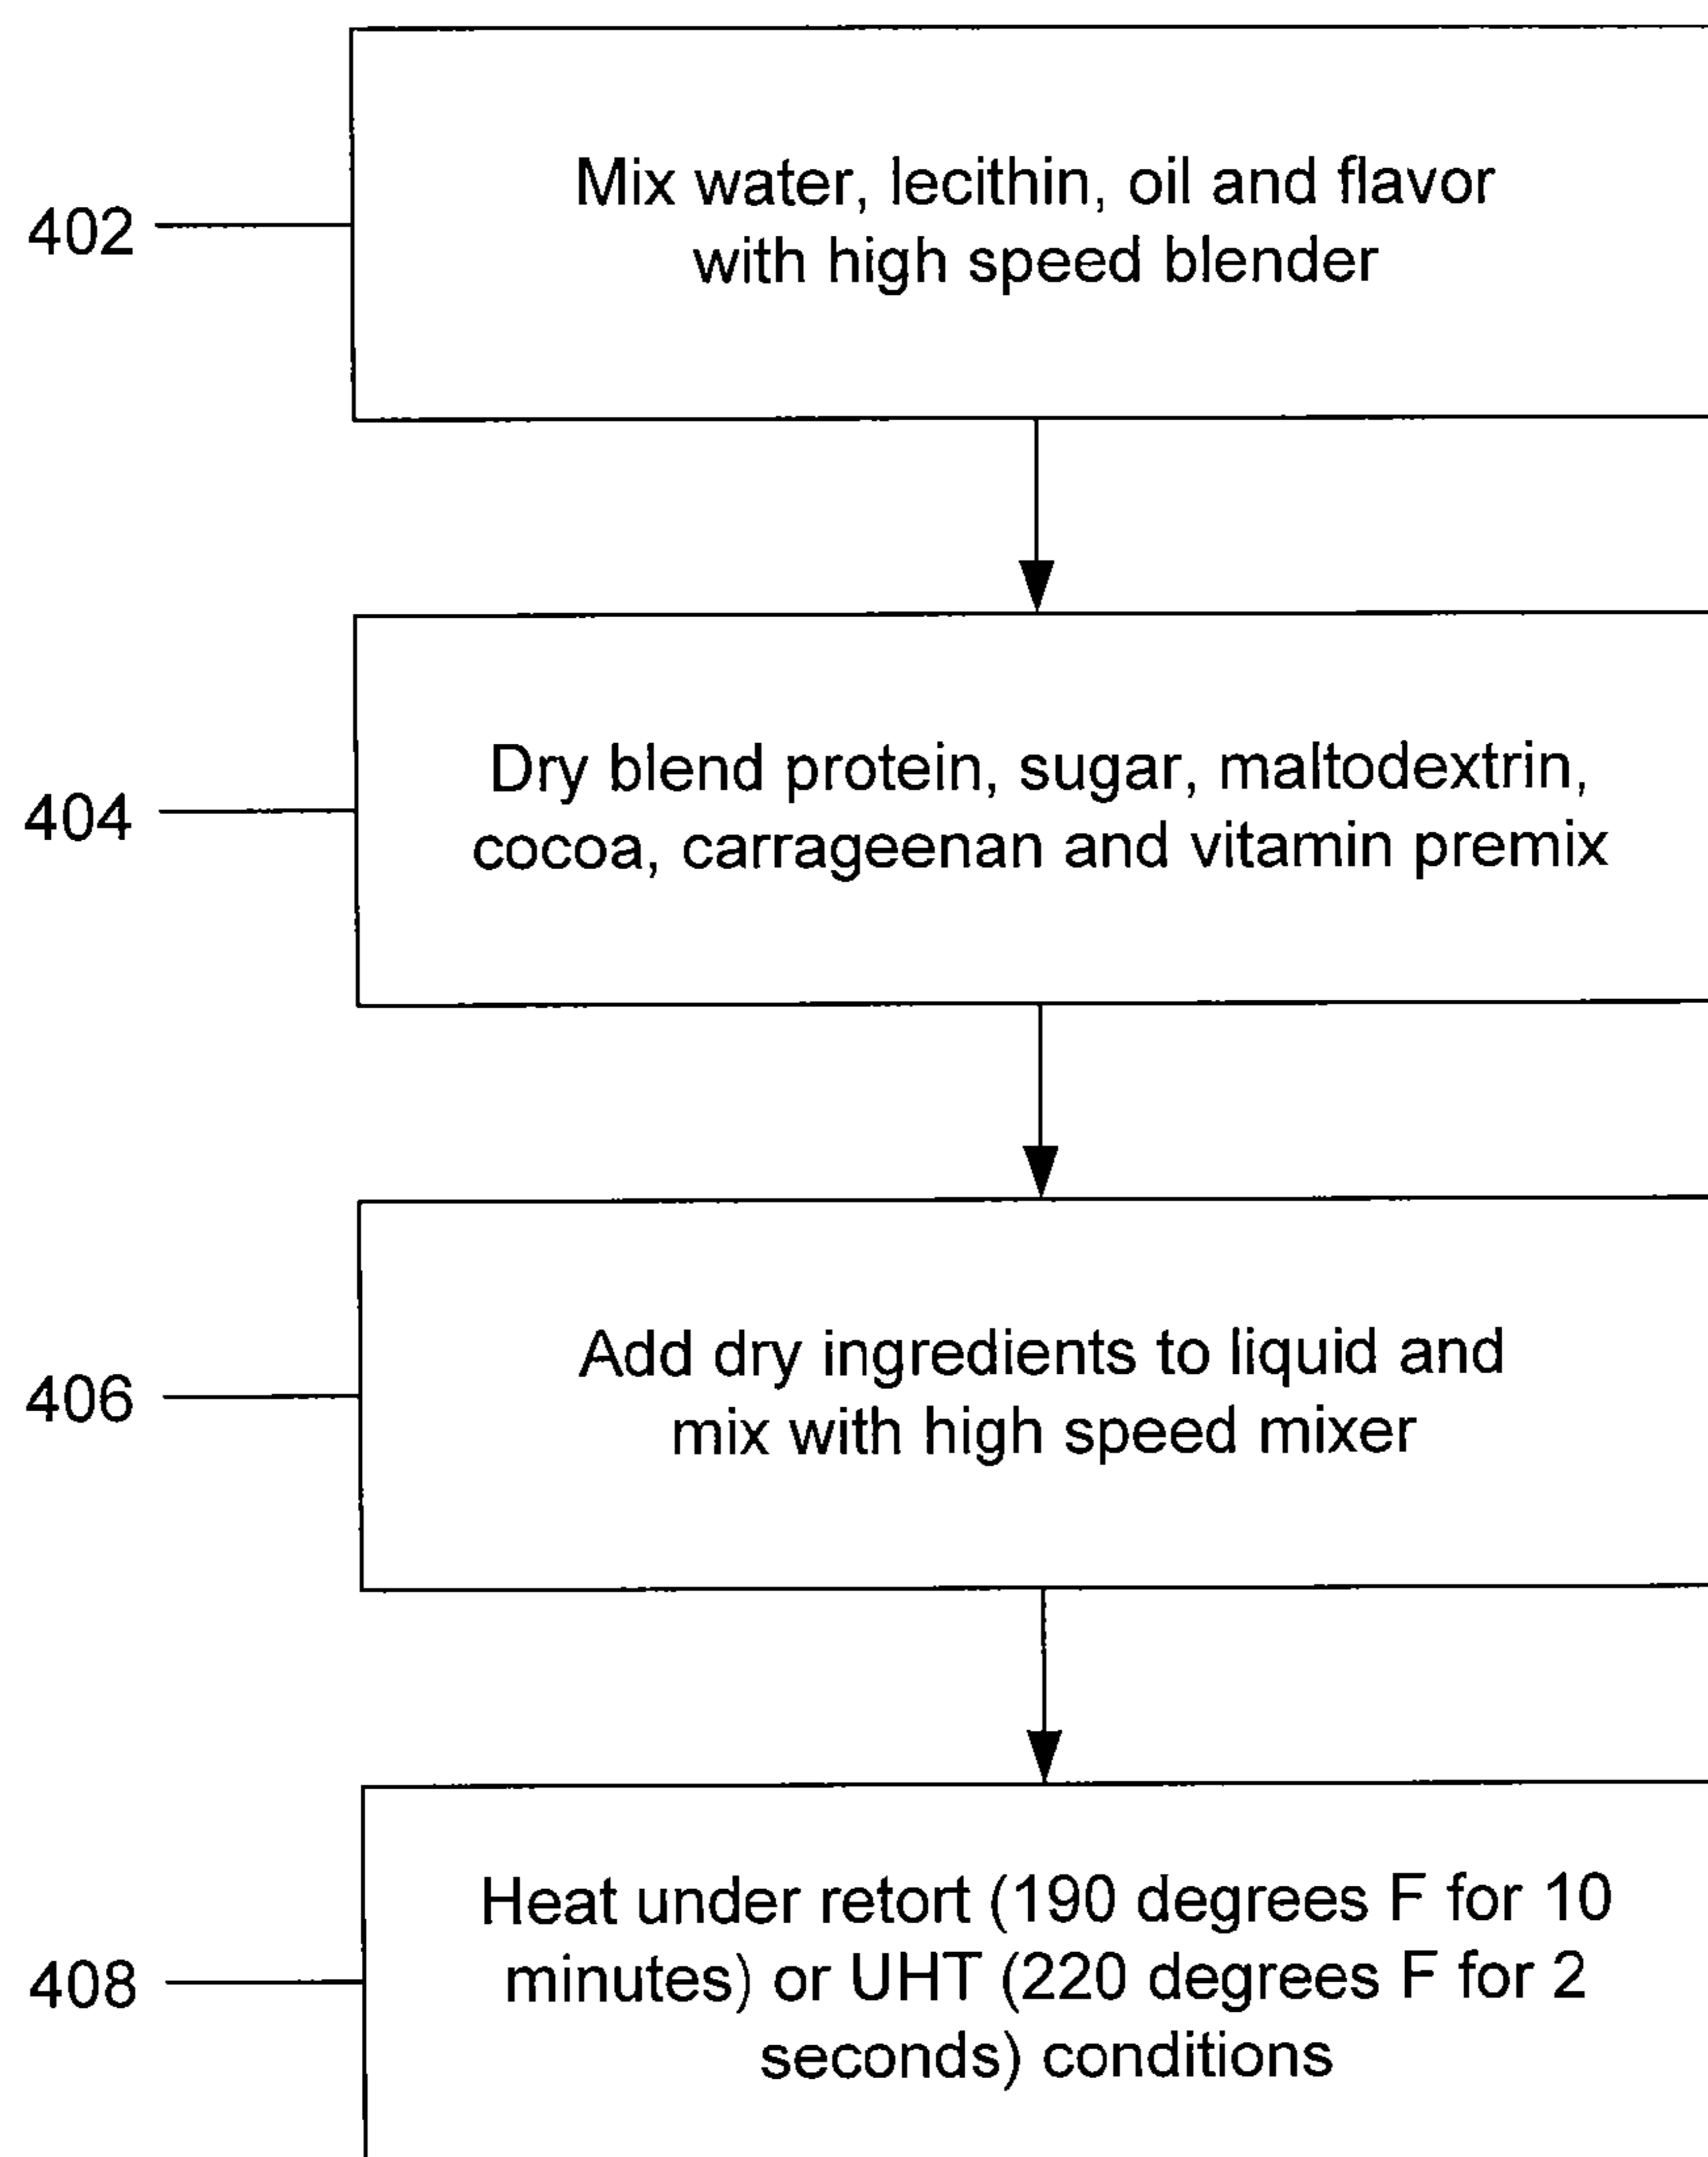 402
Mix water, lecithin, oil and flavor
with high speed blender
404
Dry blend protein, sugar, maltodextrin,
cocoa, carrageenan and vitamin premix
406
Add dry ingredients to liquid and
mix with high speed mixer
408
Heat under retort (190 degrees F for 10
minutes) or UHT (220 degrees F for 2
seconds) conditions